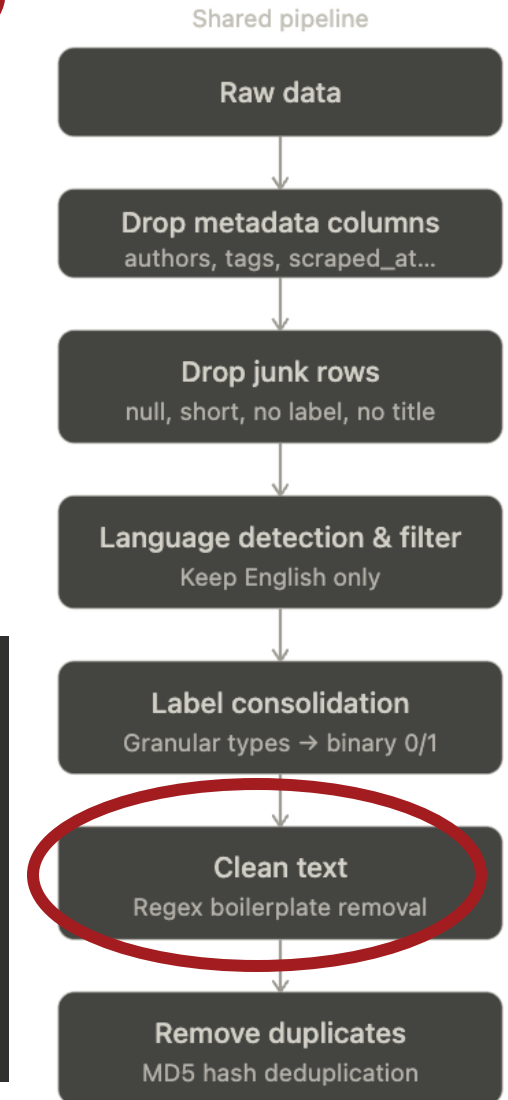 Shared pipeline
Raw data
Drop metadata columns
authors, tags, scraped_at...
Drop junk rows
null, short, no label, no title
Language detection & filter
Keep English only
Label consolidation
Granular types → binary 0/1
Clean text
Regex boilerplate removal
Remove duplicates
MD5 hash deduplication